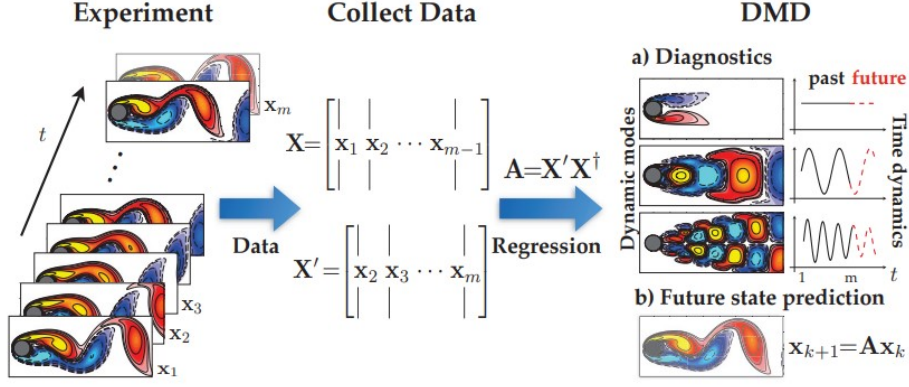 Experiment
Collect Data
DMD
t
x_m
x_3
x_2
x_1
Data
X=[x_1 x_2 ⋯ x_{m−1}]
X′=[x_2 x_3 ⋯ x_m]
A=X′X†
Regression
a) Diagnostics
Dynamic modes
past future
Time dynamics
1 m t
b) Future state prediction
x_{k+1}=Ax_k